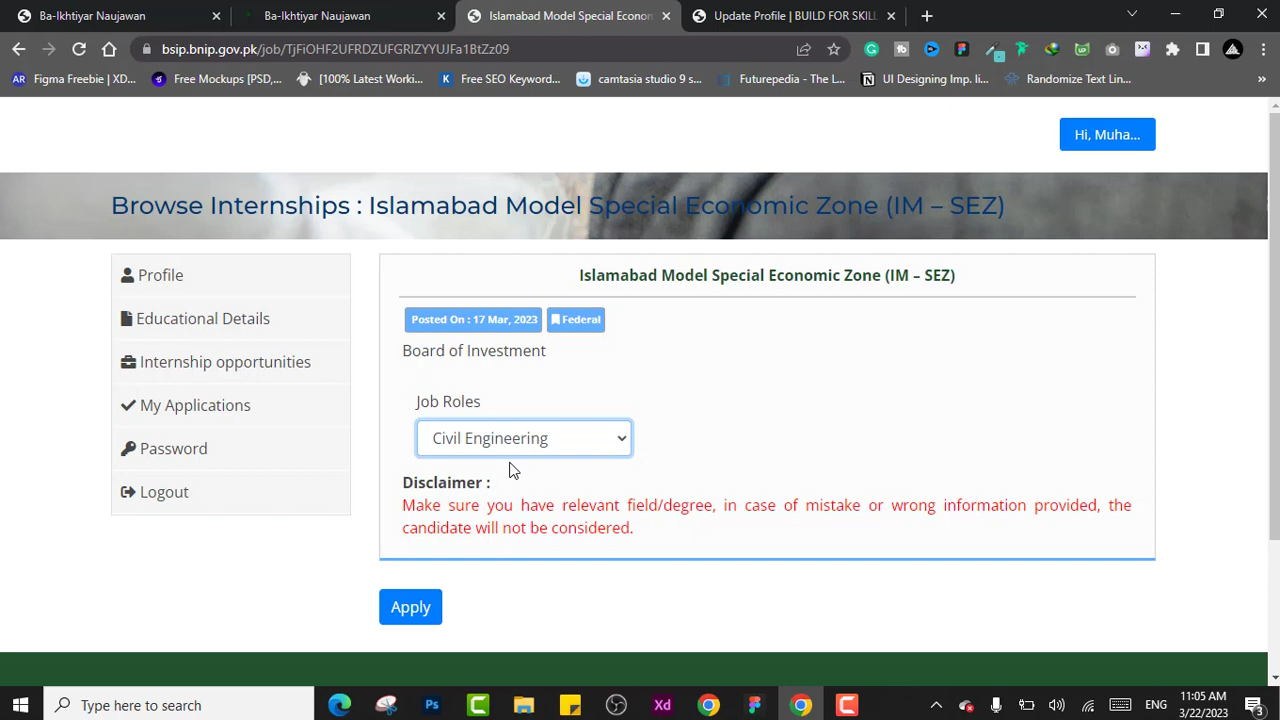 Ba-Ikhtiyar Naujawan
Ba-Ikhtiyar Naujawan
Islamabad Model Special Econom
Update Profile | BUILD FOR SKILL
bsip.bnip.gov.pk/job/TjFiOHF2UFRDZUFGRlZYYUJFa1BtZz09
Figma Freebie | XD...
Free Mockups [PSD,...
[100% Latest Worki...
Free SEO Keyword...
camtasia studio 9 s...
Futurepedia - The L...
UI Designing Imp. li...
Randomize Text Lin...
»
Hi, Muha...
Browse Internships : Islamabad Model Special Economic Zone (IM – SEZ)
Profile
Educational Details
Internship opportunities
My Applications
Password
Logout
Islamabad Model Special Economic Zone (IM – SEZ)
Posted On : 17 Mar, 2023
Federal
Board of Investment
Job Roles
Civil Engineering
Disclaimer :
Make sure you have relevant field/degree, in case of mistake or wrong information provided, the
candidate will not be considered.
Apply
Type here to search
Ps
Xd
ENG
11:05 AM
3/22/2023
3